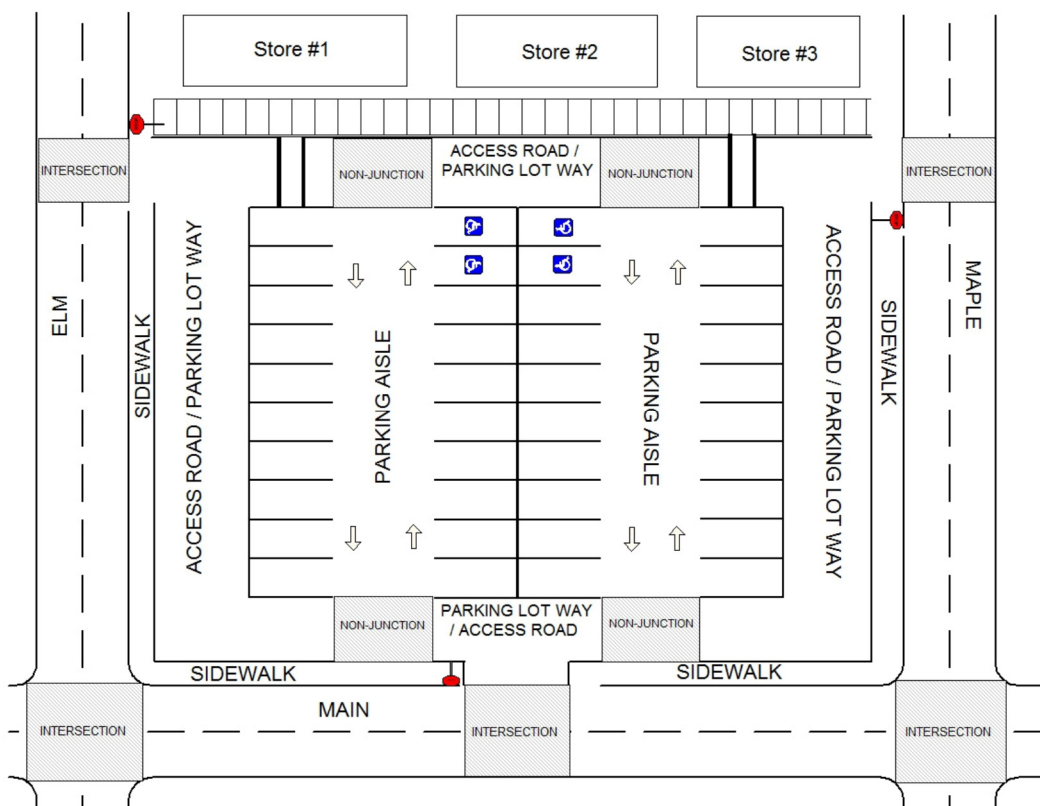 Store #1
Store #2
Store #3
INTERSECTION
NON-JUNCTION
ACCESS ROAD /
PARKING LOT WAY
NON-JUNCTION
INTERSECTION
ELM
SIDEWALK
ACCESS ROAD / PARKING LOT WAY
PARKING AISLE
PARKING AISLE
ACCESS ROAD / PARKING LOT WAY
SIDEWALK
MAPLE
NON-JUNCTION
PARKING LOT WAY
/ ACCESS ROAD
NON-JUNCTION
SIDEWALK
SIDEWALK
MAIN
INTERSECTION
INTERSECTION
INTERSECTION